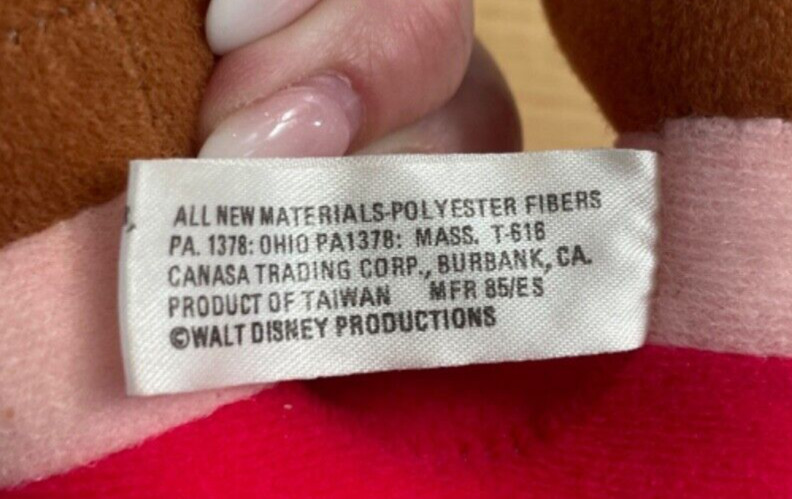 ALL NEW MATERIALS-POLYESTER FIBERS
PA. 1378: OHIO PA1378: MASS. T-616
CANASA TRADING CORP., BURBANK, CA.
PRODUCT OF TAIWAN MFR 85/ES
©WALT DISNEY PRODUCTIONS